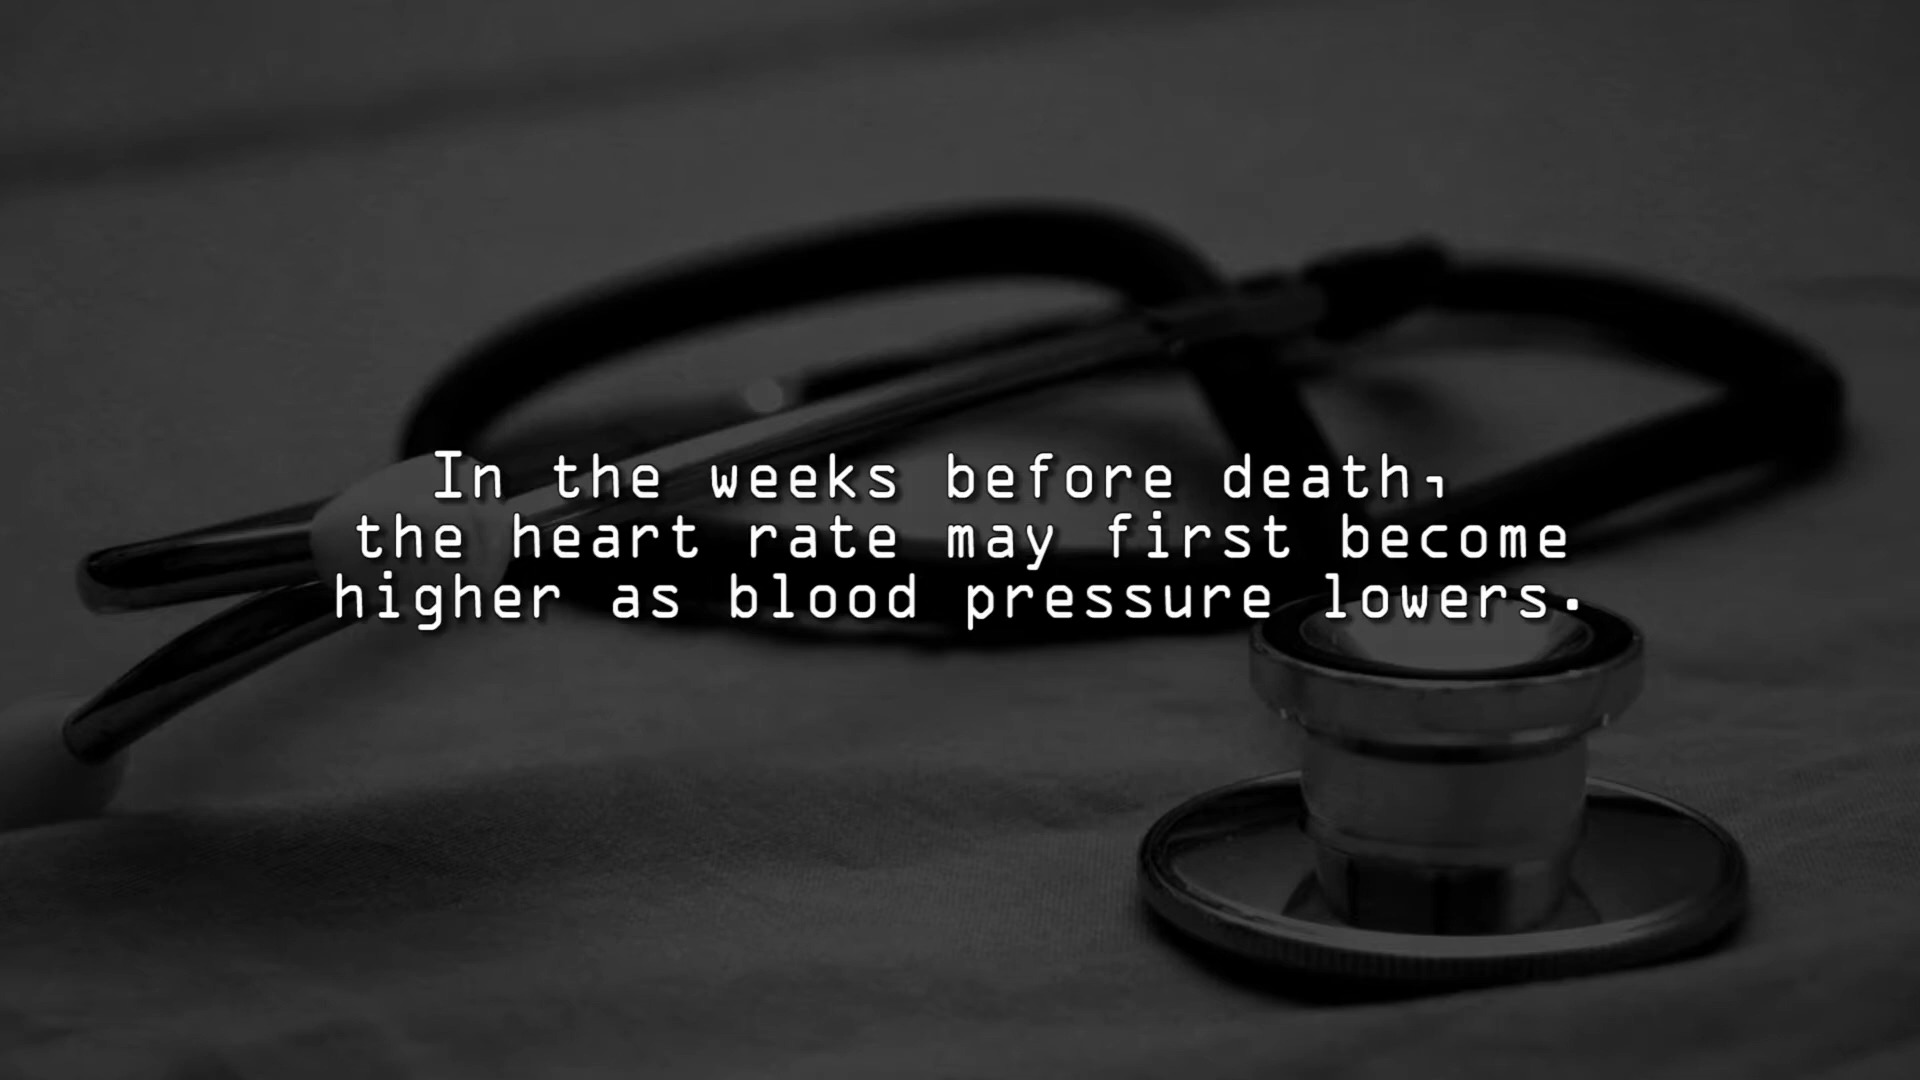 In the weeks before death,
the heart rate may first become
higher as blood pressure lowers.